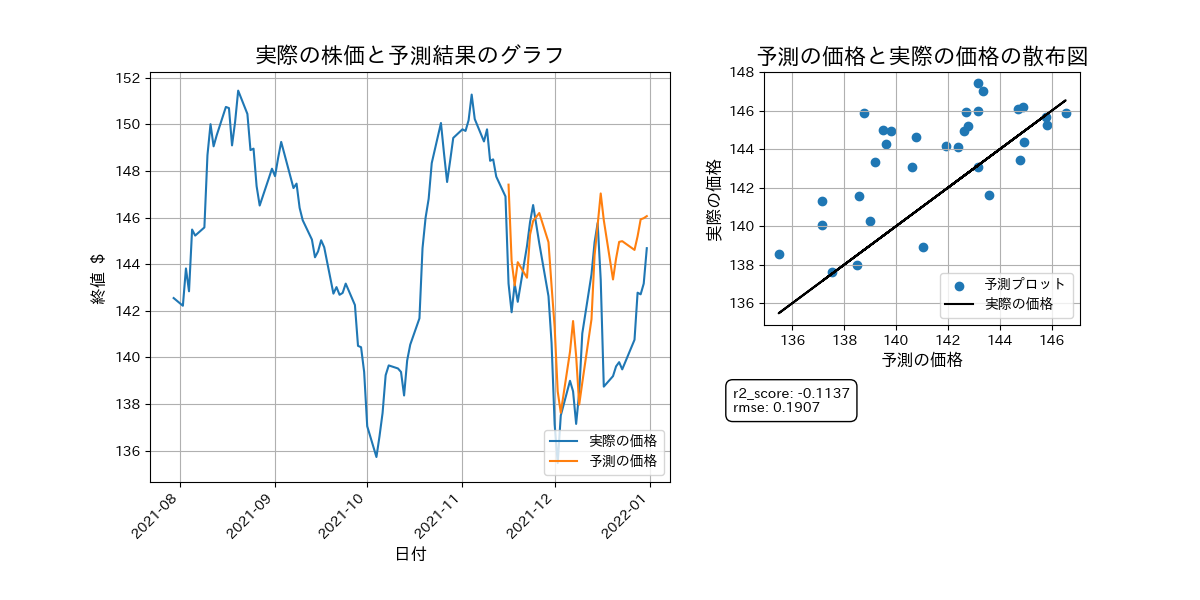 実際の株価と予測結果のグラフ
152
150
148
146
144
142
140
138
136
終値 $
2021-08
2021-09
2021-10
2021-11
2021-12
2022-01
日付
実際の価格
予測の価格
予測の価格と実際の価格の散布図
148
146
144
142
140
138
136
実際の価格
136
138
140
142
144
146
予測の価格
予測プロット
実際の価格
r2_score: -0.1137
rmse: 0.1907